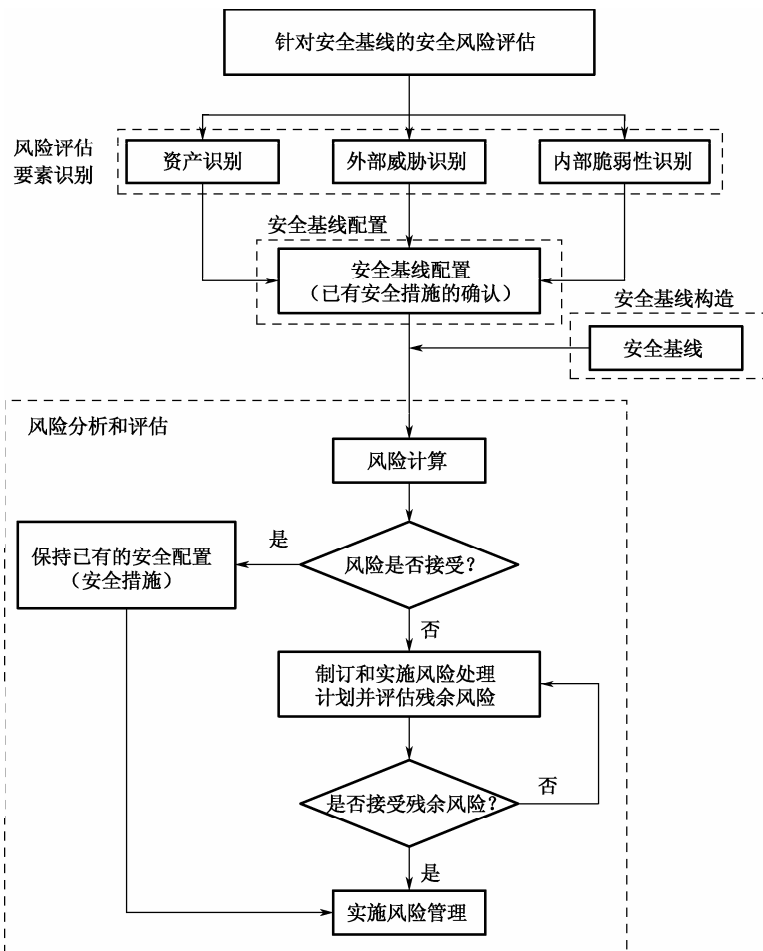 针对安全基线的安全风险评估
风险评估
要素识别
资产识别
外部威胁识别
内部脆弱性识别
安全基线配置
安全基线配置
（已有安全措施的确认）
安全基线构造
安全基线
风险分析和评估
风险计算
风险是否接受？
是
保持已有的安全配置
（安全措施）
否
制订和实施风险处理
计划并评估残余风险
是否接受残余风险？
否
是
实施风险管理